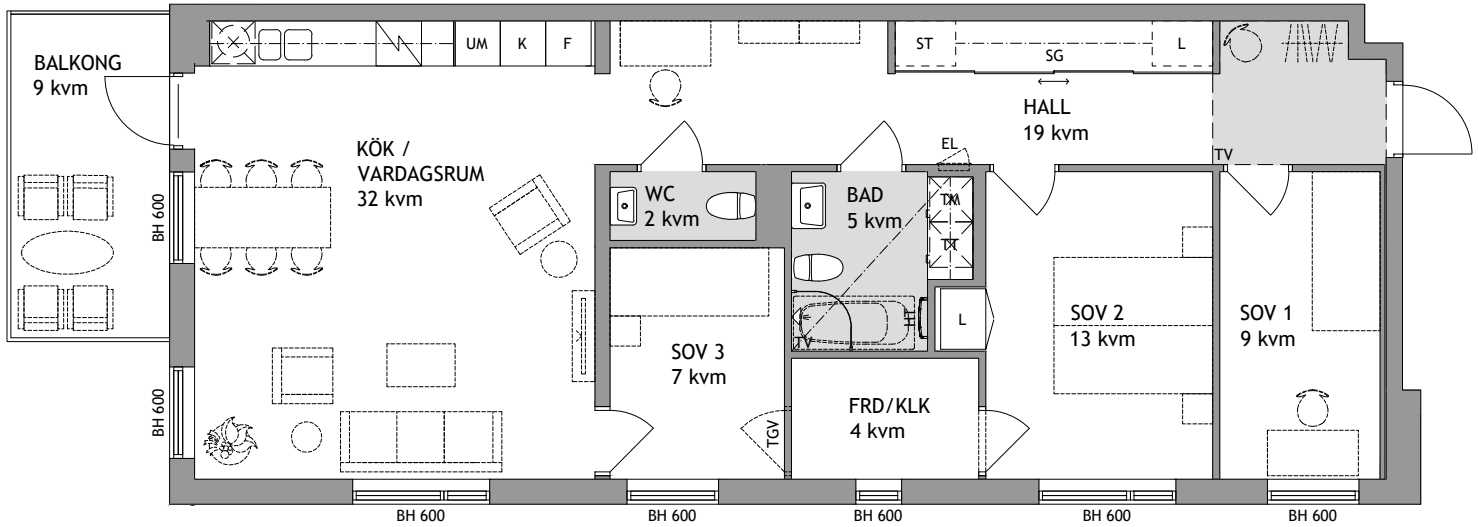 BALKONG
9 kvm
UM
K
F
ST
SG
L
HALL
19 kvm
KÖK /
VARDAGSRUM
32 kvm
EL
TV
BH 600
WC
2 kvm
BAD
5 kvm
TM
TT
HT
TV
L
SOV 2
13 kvm
SOV 1
9 kvm
SOV 3
7 kvm
TGV
FRD/KLK
4 kvm
BH 600
BH 600
BH 600
BH 600
BH 600
BH 600